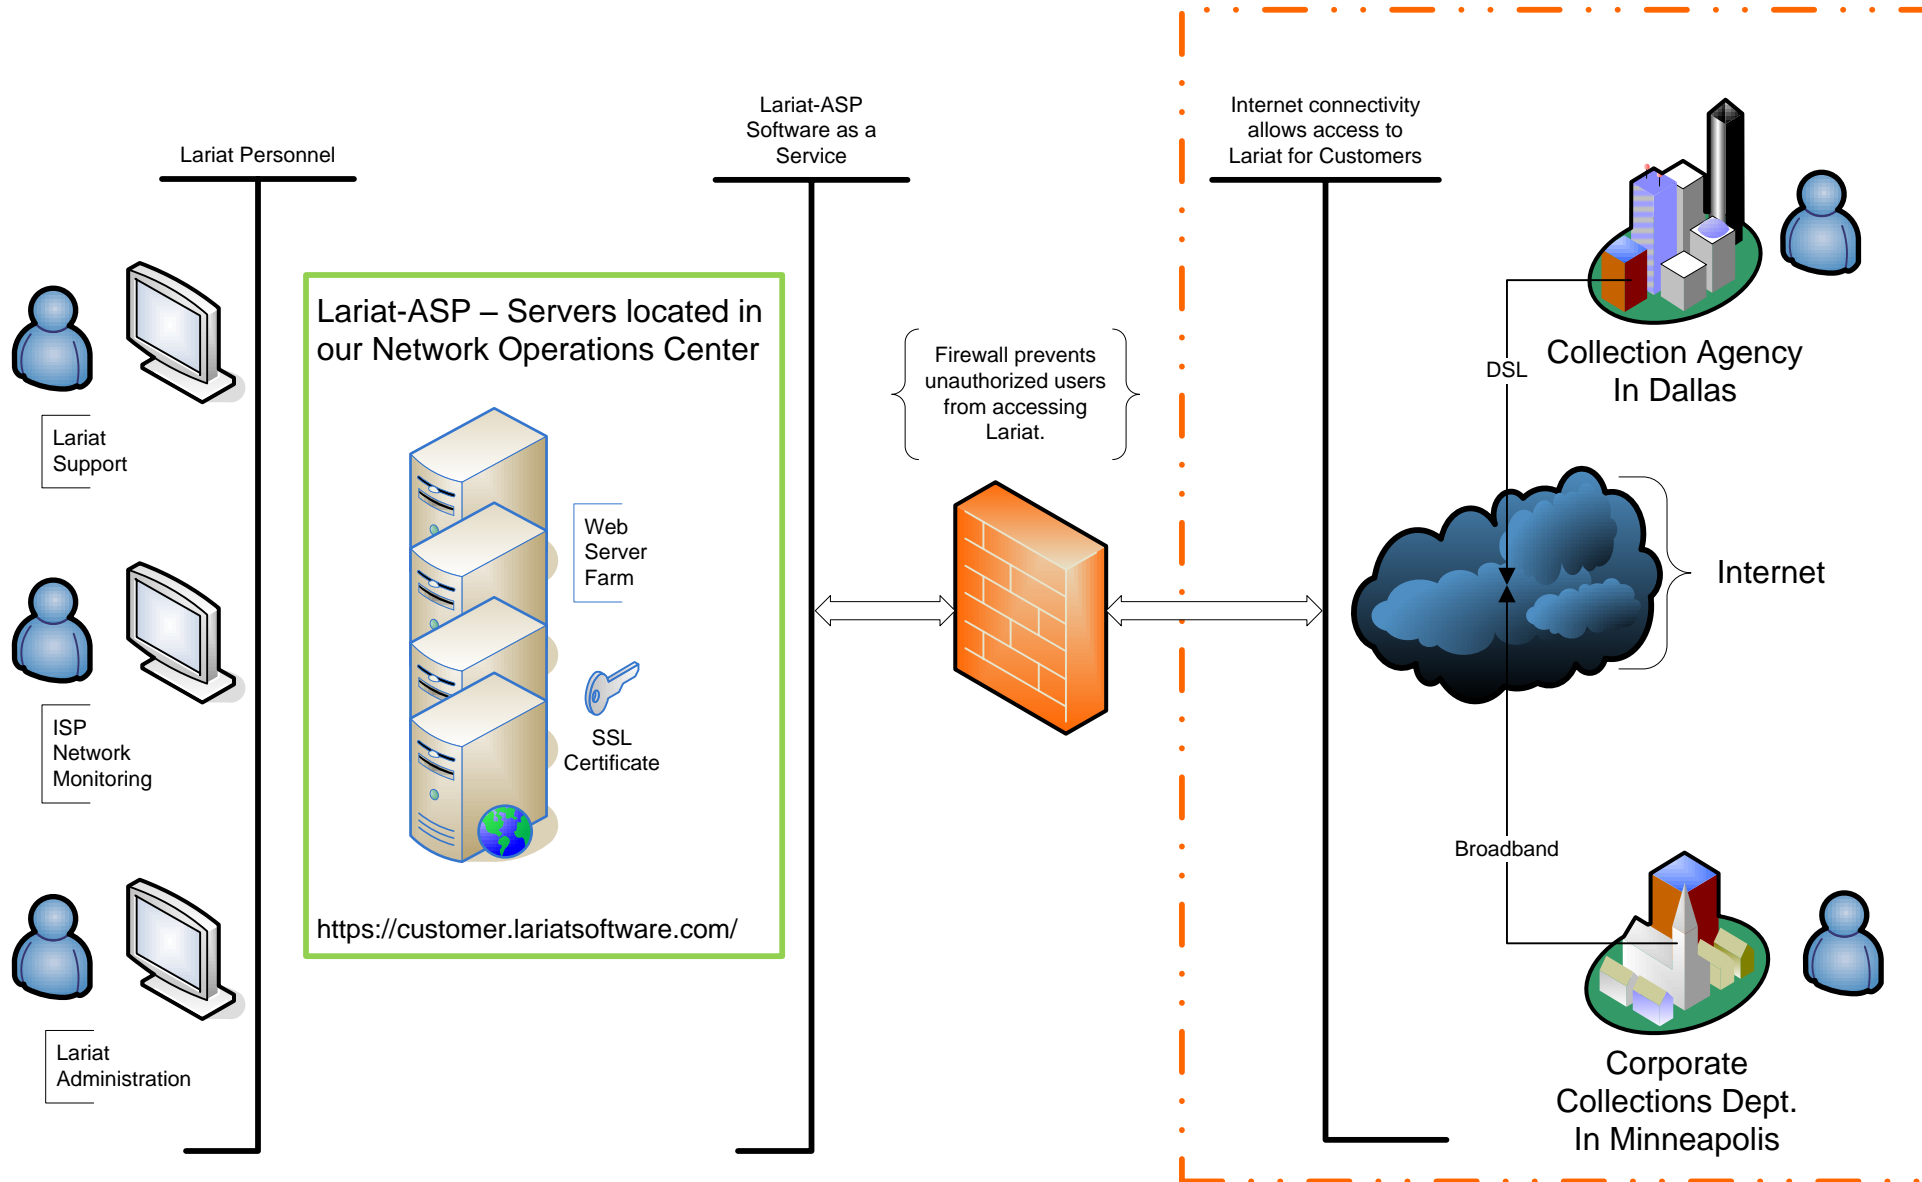 Lariat Personnel
Lariat-ASP
Software as a
Service
Internet connectivity
allows access to
Lariat for Customers
Lariat
Support
ISP
Network
Monitoring
Lariat
Administration
Lariat-ASP – Servers located in
our Network Operations Center
Web
Server
Farm
SSL
Certificate
https://customer.lariatsoftware.com/
Firewall prevents
unauthorized users
from accessing
Lariat.
DSL
Collection Agency
In Dallas
Internet
Broadband
Corporate
Collections Dept.
In Minneapolis